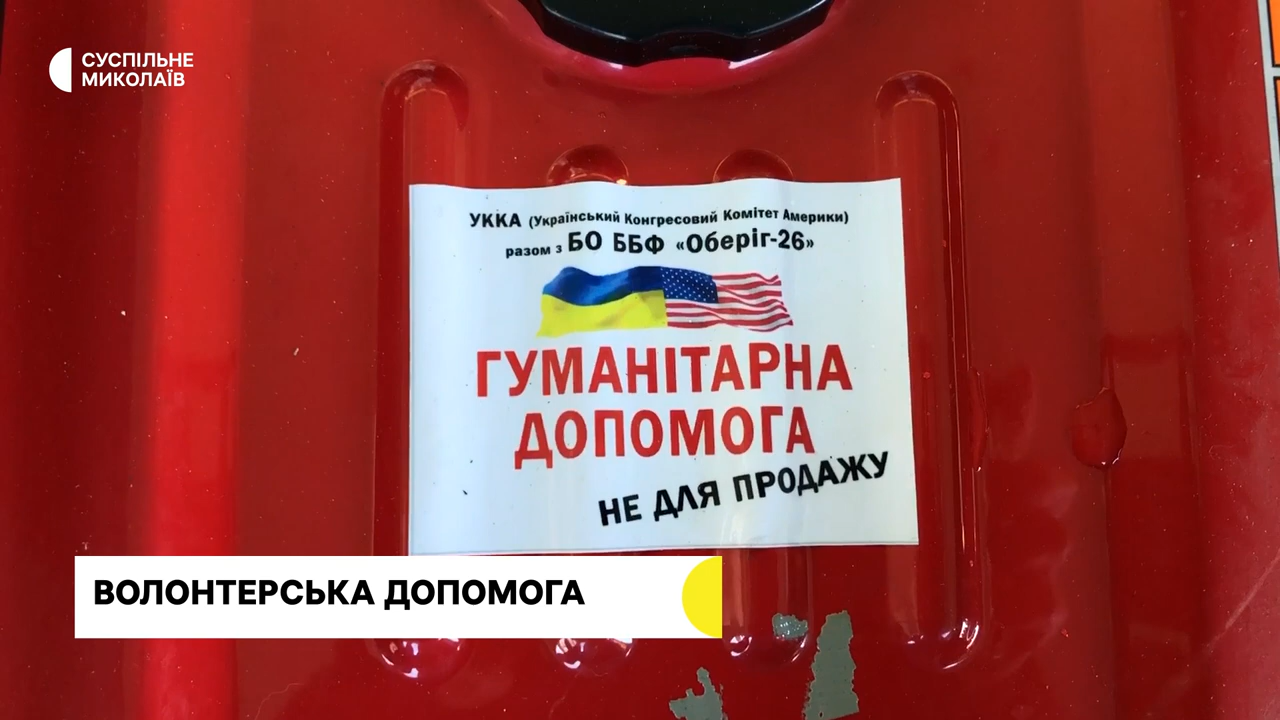 СУСПІЛЬНЕ
МИКОЛАЇВ
УККА (Український Конгресовий Комітет Америки)
разом з БО ББФ «Оберіг-26»
ГУМАНІТАРНА
ДОПОМОГА
НЕ ДЛЯ ПРОДАЖУ
ВОЛОНТЕРСЬКА ДОПОМОГА